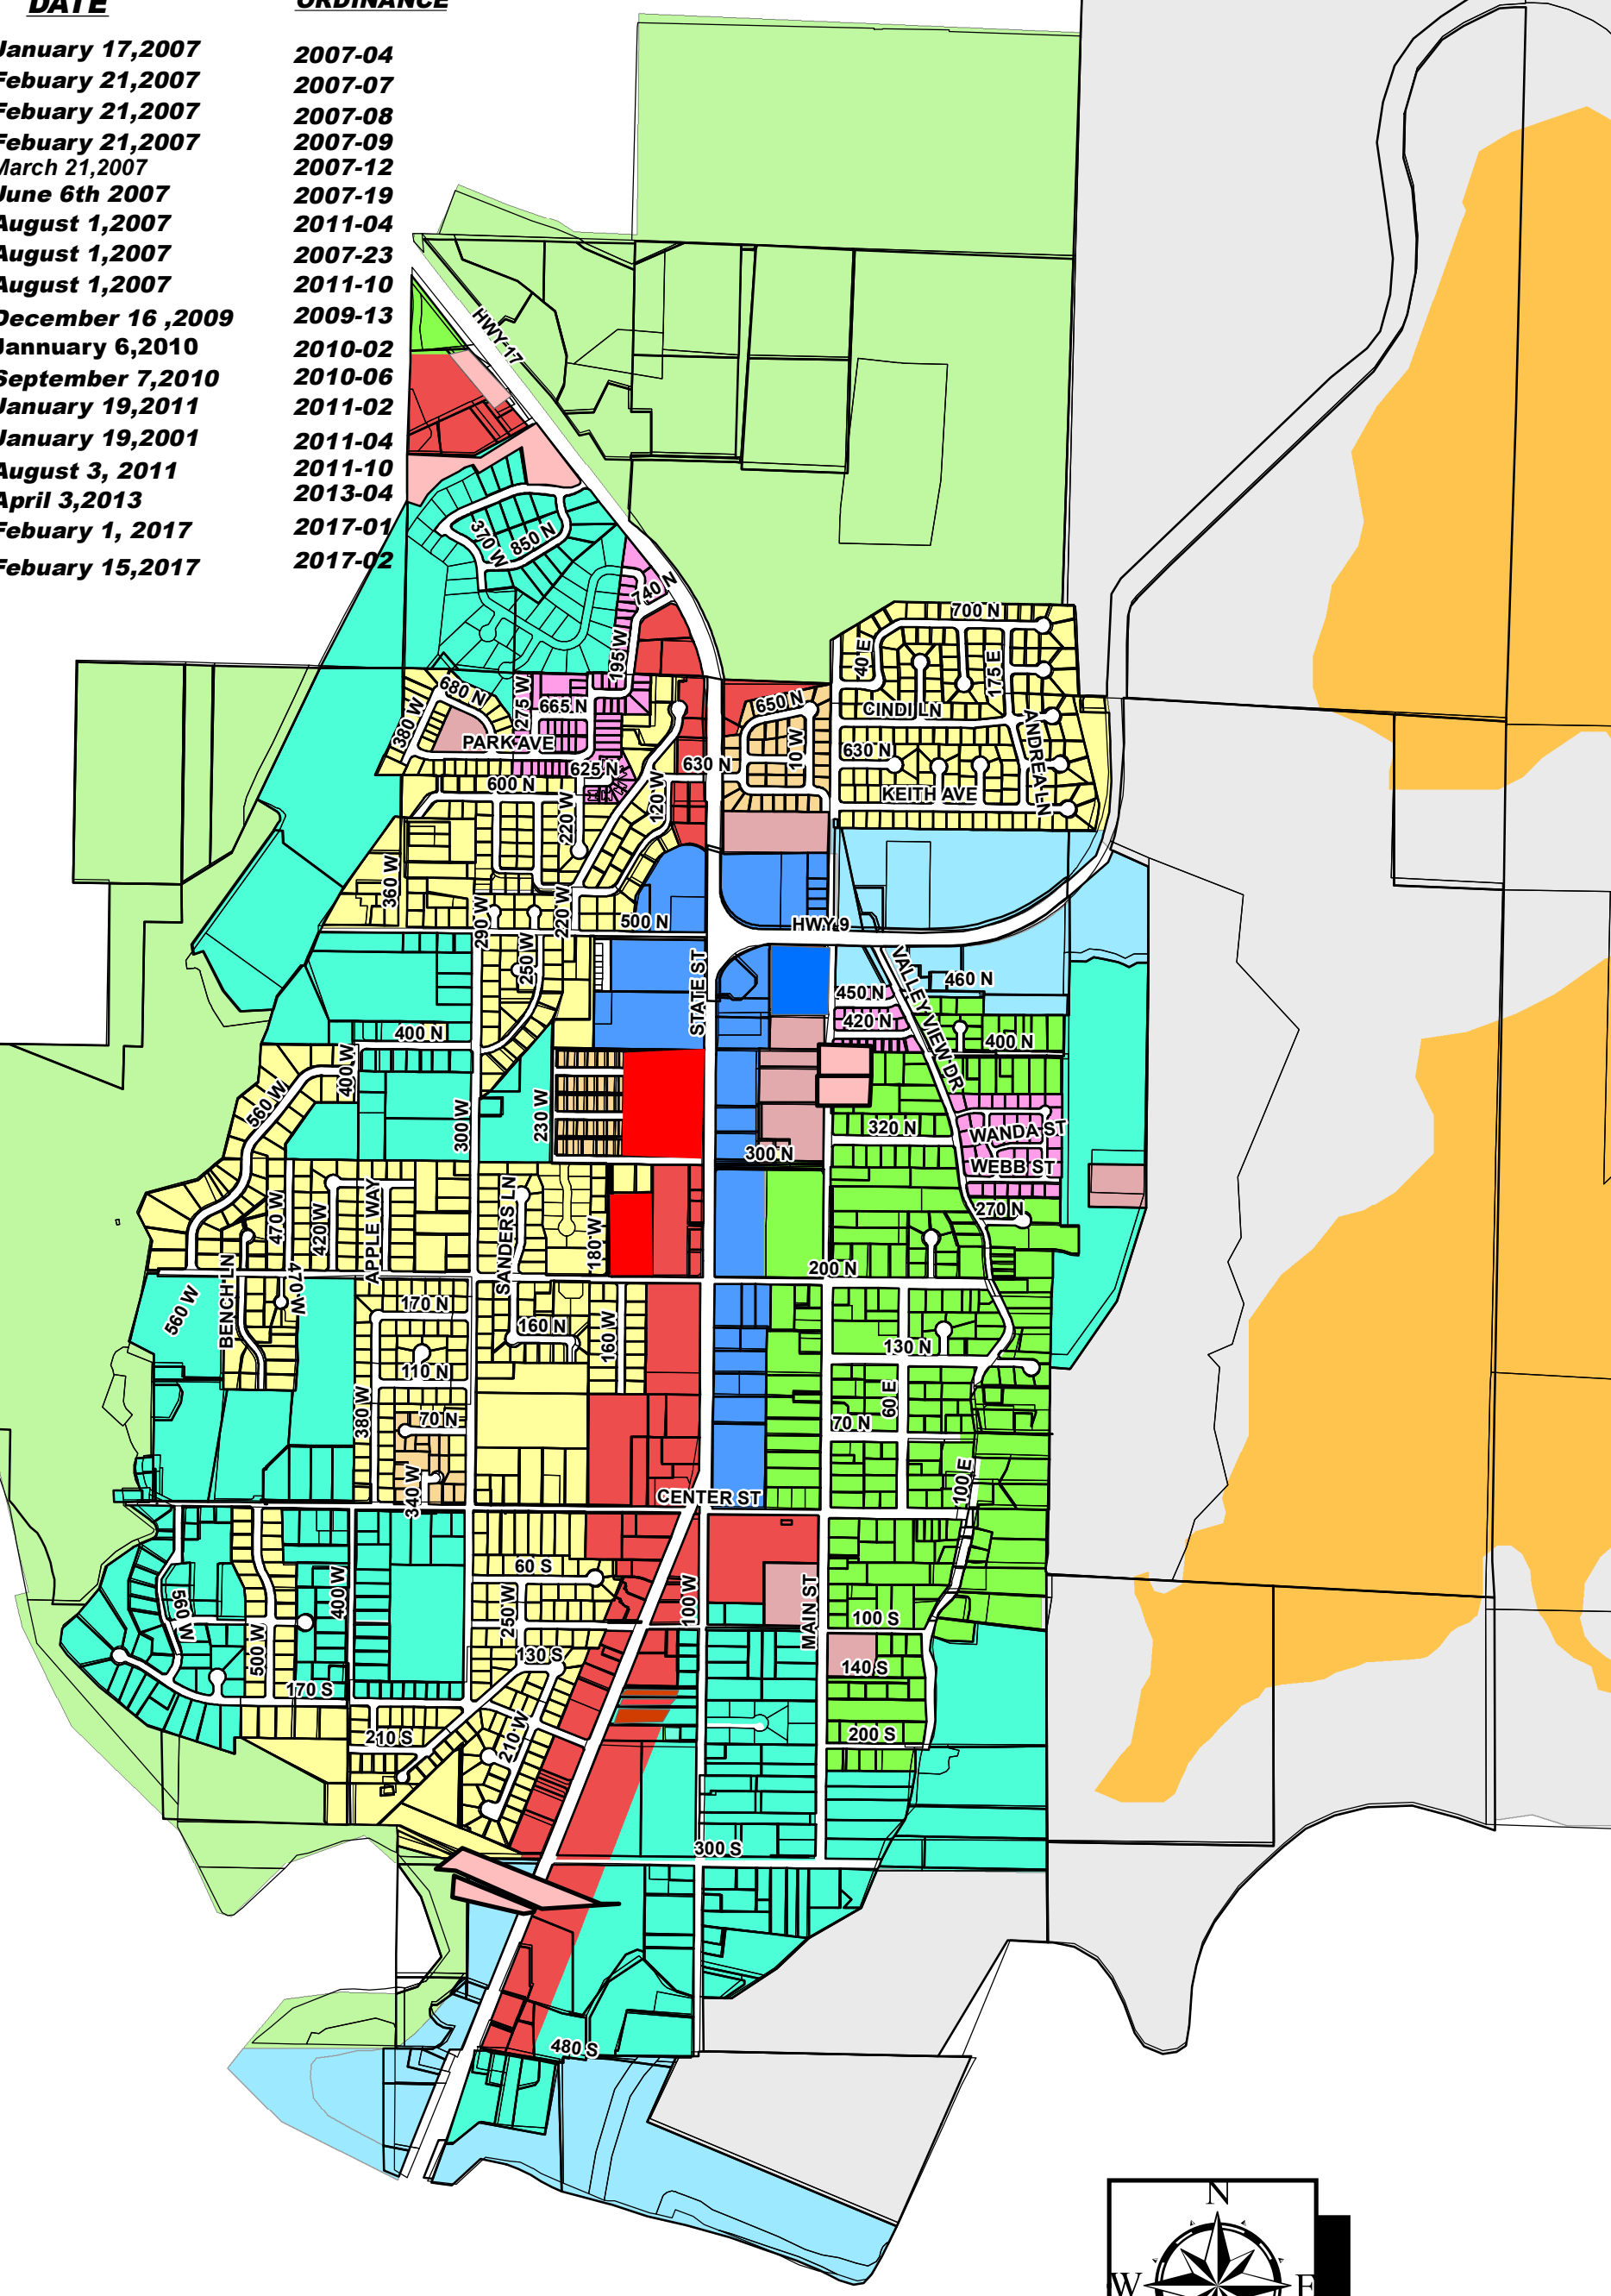 DATE ORDINANCE
January 17,2007 2007-04
Febuary 21,2007 2007-07
Febuary 21,2007 2007-08
Febuary 21,2007 2007-09
March 21,2007 2007-12
June 6th 2007 2007-19
August 1,2007 2011-04
August 1,2007 2007-23
August 1,2007 2011-10
December 16 ,2009 2009-13
Jannuary 6,2010 2010-02
September 7,2010 2010-06
January 19,2011 2011-02
January 19,2001 2011-04
August 3, 2011 2011-10
April 3,2013 2013-04
Febuary 1, 2017 2017-01
Febuary 15,2017 2017-02
HWY-17
370 W
850 N
740 N
195 W
700 N
40 E
175 E
680 N
275 W
665 N
650 N
CINDI LN
380 W
PARK AVE
10 W
630 N
ANDREA LN
625 N
630 N
600 N
120 W
KEITH AVE
220 W
360 W
290 W
220 W
500 N
HWY-9
250 W
STATE ST
VALLEY VIEW DR
460 N
450 N
420 N
400 N
400 N
400 W
560 W
300 W
230 W
320 N
WANDA ST
300 N
WEBB ST
470 W
420 W
APPLE WAY
SANDERS LN
180 W
270 N
200 N
BENCH LN
470 W
560 W
170 N
160 N
160 W
130 N
110 N
380 W
70 N
60 E
70 N
340 W
100 E
CENTER ST
60 S
400 W
560 W
250 W
100 W
MAIN ST
100 S
500 W
130 S
140 S
170 S
210 S
210 W
200 S
300 S
480 S
N
W E